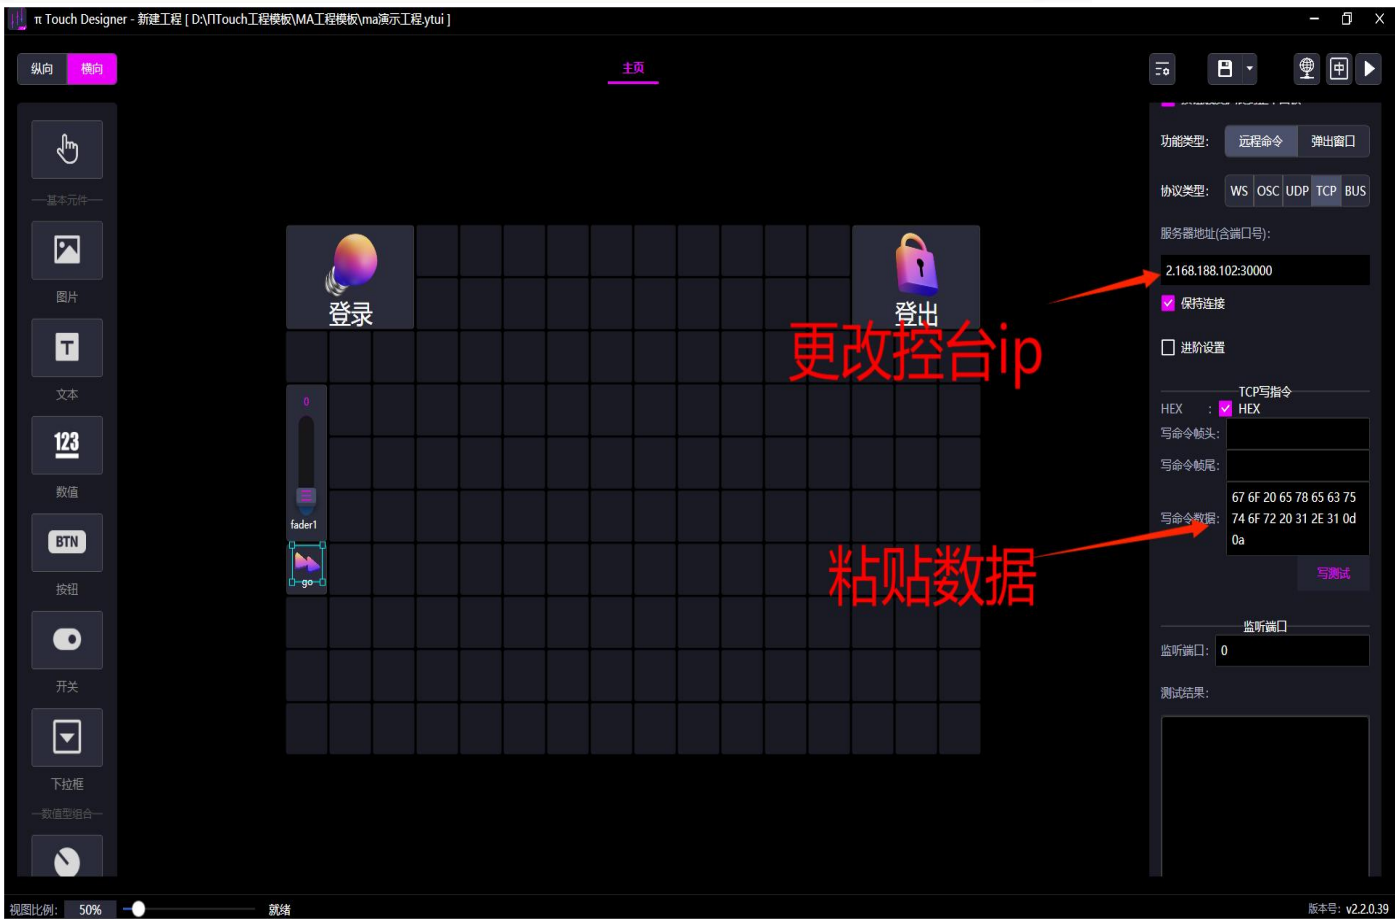 π Touch Designer - 新建工程 [ D:\ΠTouch工程模板\MA工程模板\ma演示工程.ytui ]
纵向
横向
主页
中
基本元件
图片
T
文本
123
数值
BTN
按钮
开关
下拉框
数值型组合
登录
登出
0
fader1
go
更改控台ip
粘贴数据
功能类型：
远程命令
弹出窗口
协议类型：
WS
OSC
UDP
TCP
BUS
服务器地址(含端口号)：
2.168.188.102:30000
保持连接
进阶设置
TCP写指令
HEX : HEX
写命令帧头：
写命令帧尾：
写命令数据：
67 6F 20 65 78 65 63 75
74 6F 72 20 31 2E 31 0d
0a
写测试
监听端口
监听端口： 0
测试结果：
视图比例： 50%
就绪
版本号： v2.2.0.39